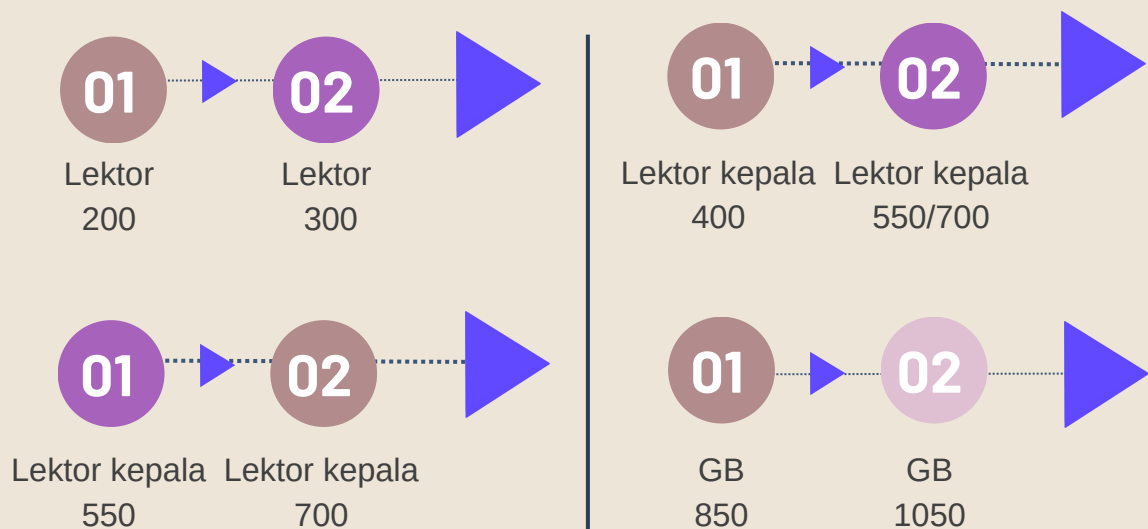 01 02
Lektor Lektor
200 300
01 02
Lektor kepala Lektor kepala
550 700
01 02
Lektor kepala Lektor kepala
400 550/700
01 02
GB GB
850 1050